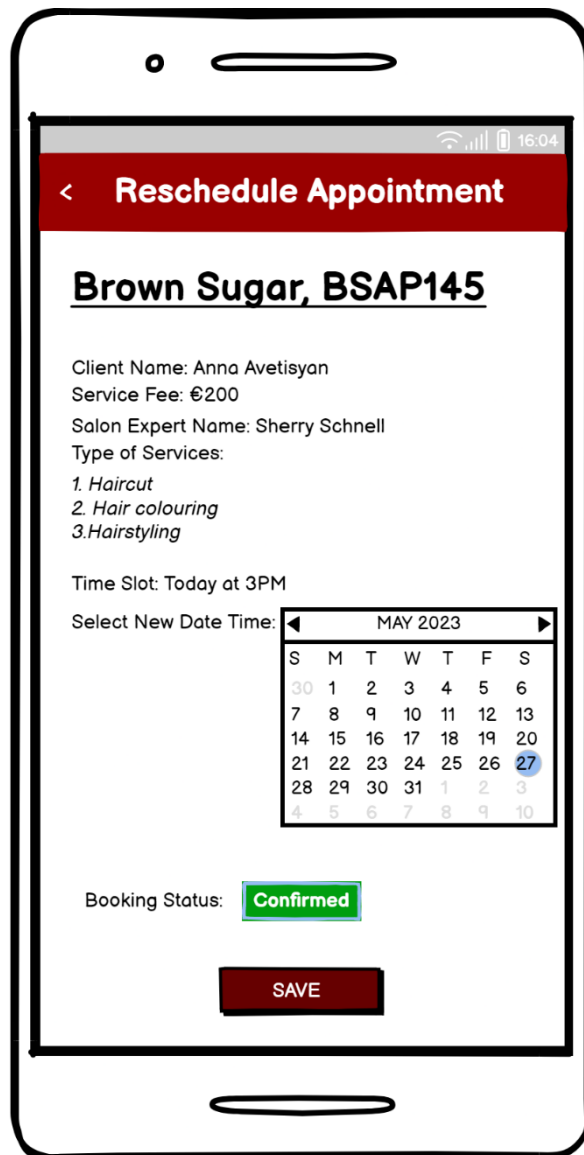 16:04
< Reschedule Appointment
Brown Sugar, BSAP145
Client Name: Anna Avetisyan
Service Fee: €200
Salon Expert Name: Sherry Schnell
Type of Services:
1. Haircut
2. Hair colouring
3.Hairstyling
Time Slot: Today at 3PM
Select New Date Time:
MAY 2023
S M T W T F S
30 1 2 3 4 5 6
7 8 9 10 11 12 13
14 15 16 17 18 19 20
21 22 23 24 25 26 27
28 29 30 31 1 2 3
4 5 6 7 8 9 10
Booking Status: Confirmed
SAVE